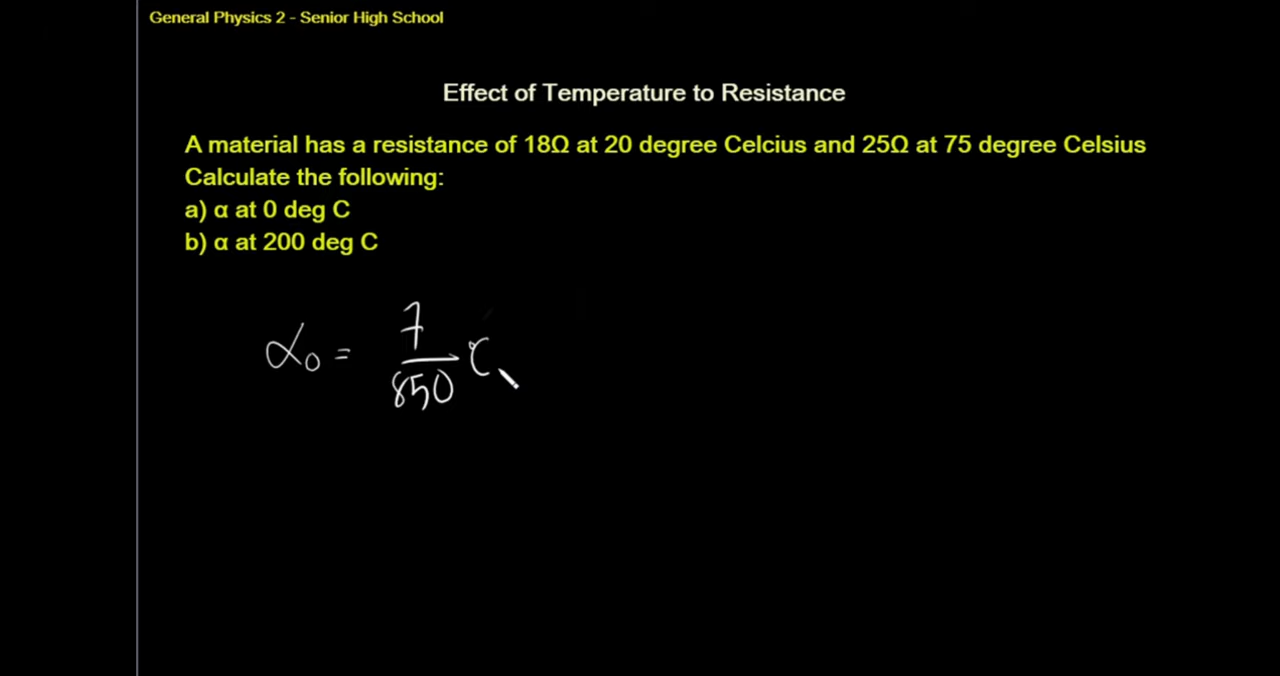 General Physics 2 - Senior High School
Effect of Temperature to Resistance
A material has a resistance of 18Ω at 20 degree Celcius and 25Ω at 75 degree Celsius
Calculate the following:
a) α at 0 deg C
b) α at 200 deg C
α₀ = 7/850 °C